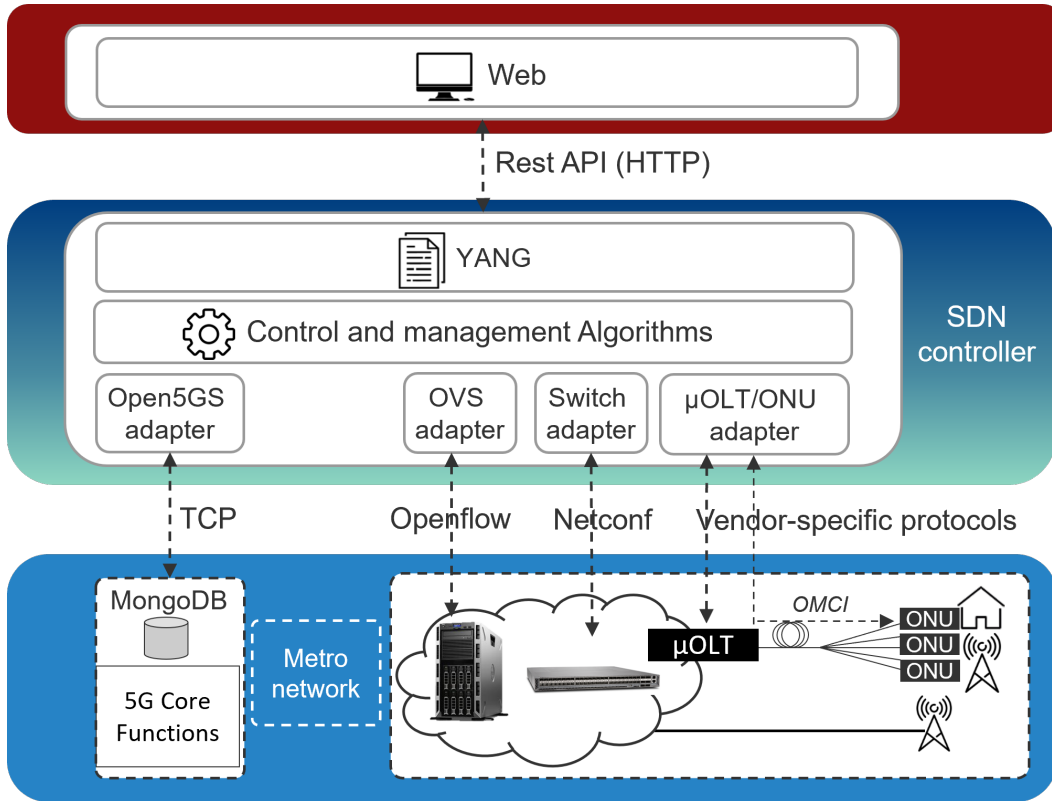 Web
Rest API (HTTP)
YANG
Control and management Algorithms
SDN
controller
Open5GS
adapter
OVS
adapter
Switch
adapter
µOLT/ONU
adapter
TCP
Openflow
Netconf
Vendor-specific protocols
MongoDB
5G Core
Functions
Metro
network
µOLT
OMCI
ONU
ONU
ONU